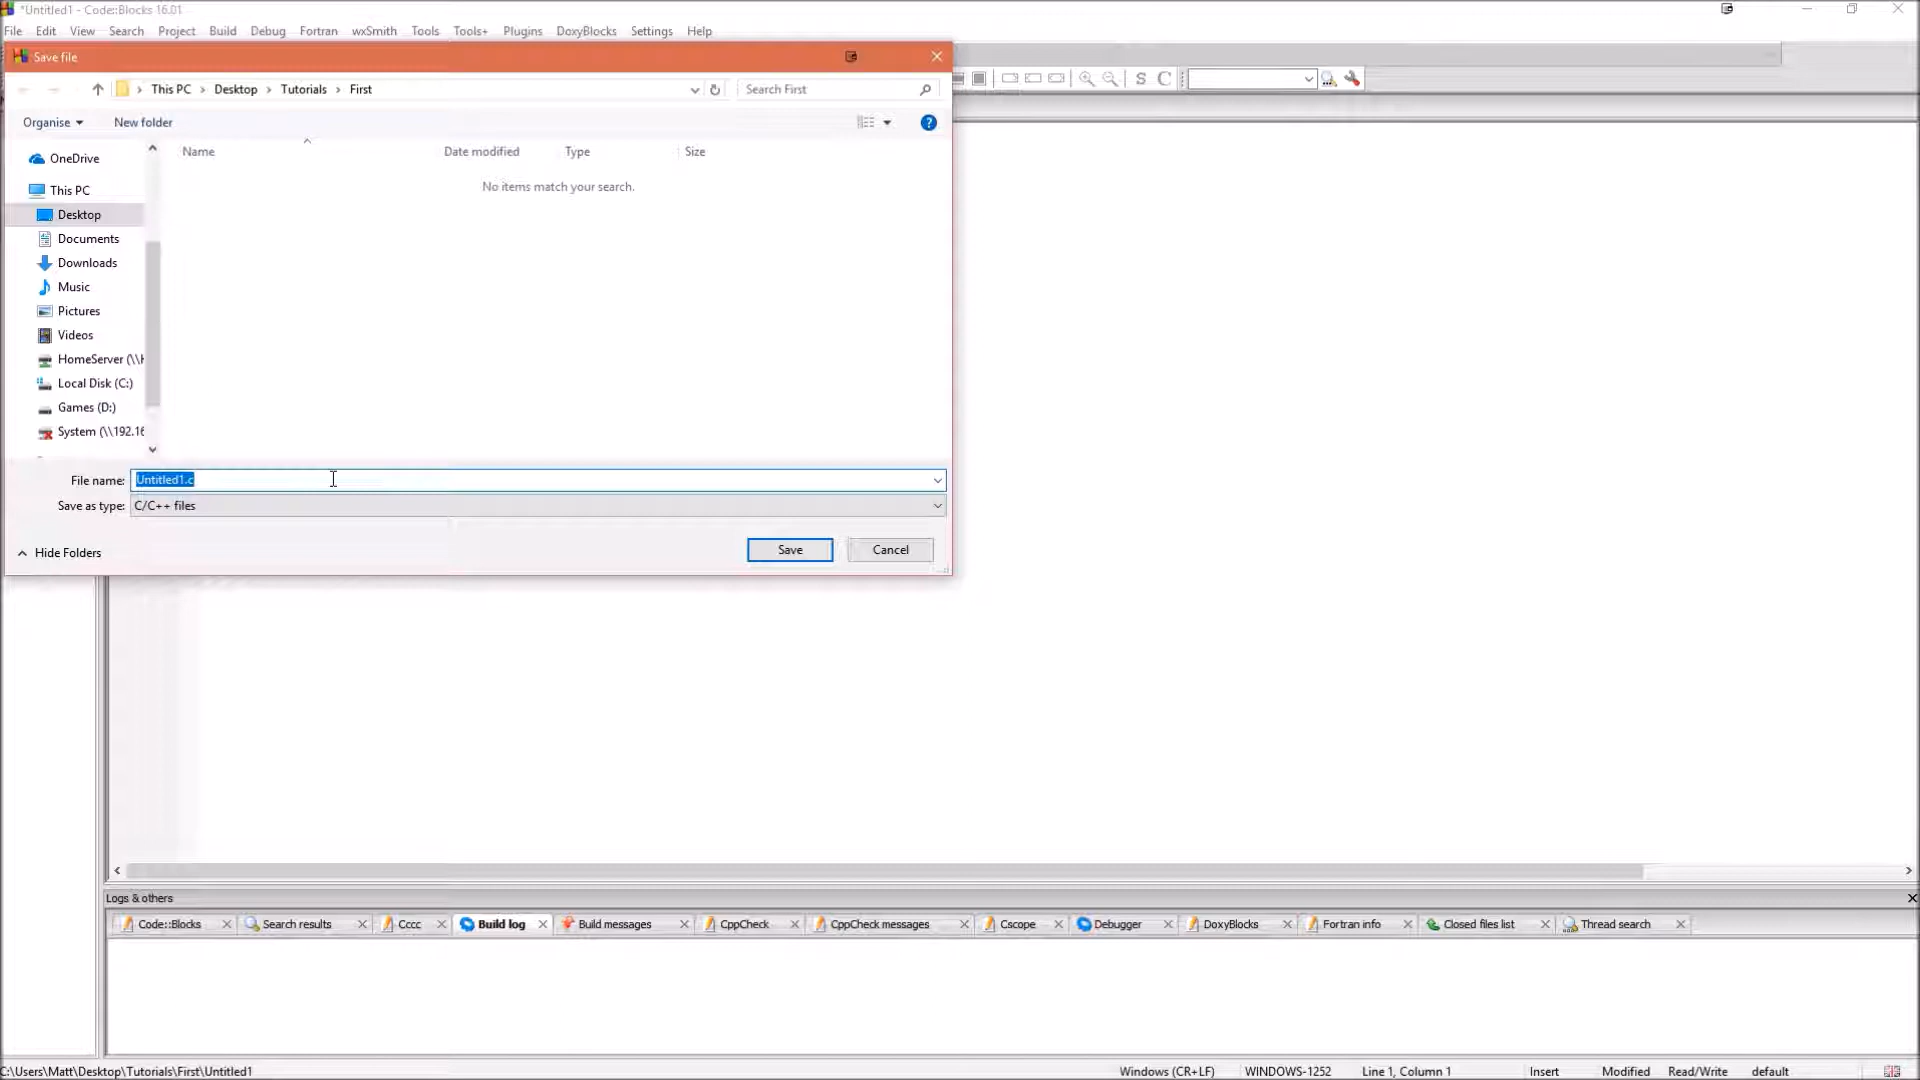 *Untitled1 - Code::Blocks 16.01
File Edit View Search Project Build Debug Fortran wxSmith Tools Tools+ Plugins DoxyBlocks Settings Help
Save file
This PC > Desktop > Tutorials > First
Search First
Organise
New folder
Name Date modified Type Size
No items match your search.
OneDrive
This PC
Desktop
Documents
Downloads
Music
Pictures
Videos
HomeServer (\\H
Local Disk (C:)
Games (D:)
System (\\192.16
File name: Untitled1.c
Save as type: C/C++ files
Hide Folders
Save
Cancel
S C
Logs & others
Code::Blocks Search results Cccc Build log Build messages CppCheck CppCheck messages Cscope Debugger DoxyBlocks Fortran info Closed files list Thread search
C:\Users\Matt\Desktop\Tutorials\First\Untitled1 Windows (CR+LF) WINDOWS-1252 Line 1, Column 1 Insert Modified Read/Write default